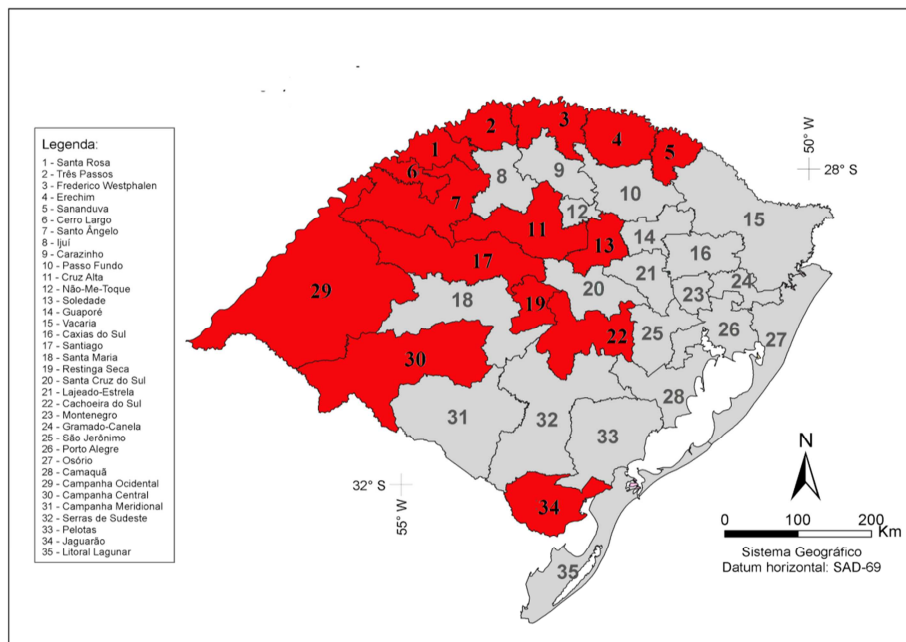 Legenda:
1 - Santa Rosa
2 - Três Passos
3 - Frederico Westphalen
4 - Erechim
5 - Sananduva
6 - Cerro Largo
7 - Santo Ângelo
8 - Ijuí
9 - Carazinho
10 - Passo Fundo
11 - Cruz Alta
12 - Não-Me-Toque
13 - Soledade
14 - Guaporé
15 - Vacaria
16 - Caxias do Sul
17 - Santiago
18 - Santa Maria
19 - Restinga Seca
20 - Santa Cruz do Sul
21 - Lajeado-Estrela
22 - Cachoeira do Sul
23 - Montenegro
24 - Gramado-Canela
25 - São Jerônimo
26 - Porto Alegre
27 - Osório
28 - Camaquã
29 - Campanha Ocidental
30 - Campanha Central
31 - Campanha Meridional
32 - Serras de Sudeste
33 - Pelotas
34 - Jaguarão
35 - Litoral Lagunar
1
2
3
4
5
6
7
8
9
10
11
12
13
14
15
16
17
18
19
20
21
22
23
24
25
26
27
28
29
30
31
32
33
34
35
50° W
28° S
32° S
55° W
N
0 100 200 Km
Sistema Geográfico
Datum horizontal: SAD-69